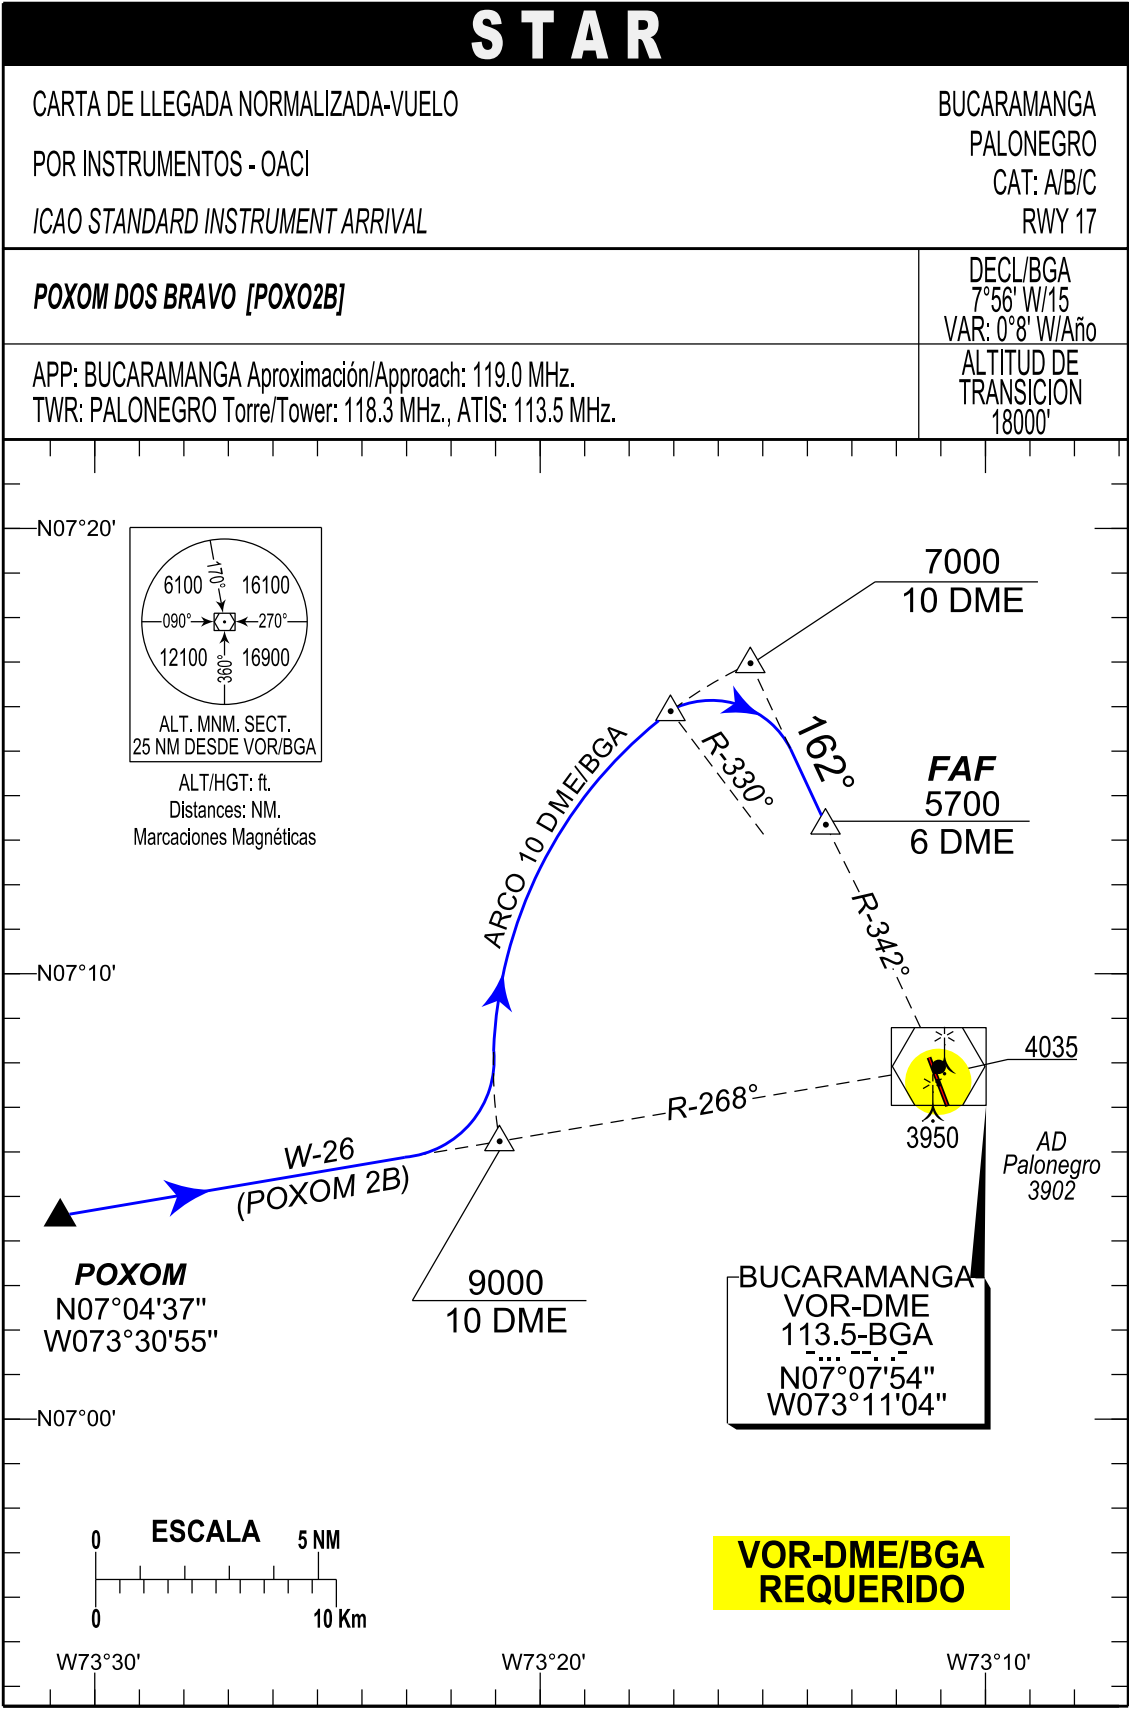 STAR
CARTA DE LLEGADA NORMALIZADA-VUELO
POR INSTRUMENTOS - OACI
ICAO STANDARD INSTRUMENT ARRIVAL
BUCARAMANGA
PALONEGRO
CAT: A/B/C
RWY 17
POXOM DOS BRAVO [POXO2B]
DECL/BGA
7°56' W/15
VAR: 0°8' W/Año
APP: BUCARAMANGA Aproximación/Approach: 119.0 MHz.
TWR: PALONEGRO Torre/Tower: 118.3 MHz., ATIS: 113.5 MHz.
ALTITUD DE
TRANSICION
18000'
N07°20'
6100
170°
16100
090°
270°
12100
360°
16900
ALT. MNM. SECT.
25 NM DESDE VOR/BGA
ALT/HGT: ft.
Distances: NM.
Marcaciones Magnéticas
7000
10 DME
ARCO 10 DME/BGA
R-330°
162°
FAF
5700
6 DME
R-342°
N07°10'
4035
R-268°
3950
AD
Palonegro
3902
W-26
(POXOM 2B)
POXOM
N07°04'37"
W073°30'55"
9000
10 DME
BUCARAMANGA
VOR-DME
113.5-BGA
-... --. .-
N07°07'54"
W073°11'04"
N07°00'
ESCALA
0
5 NM
0
10 Km
VOR-DME/BGA
REQUERIDO
W73°30'
W73°20'
W73°10'